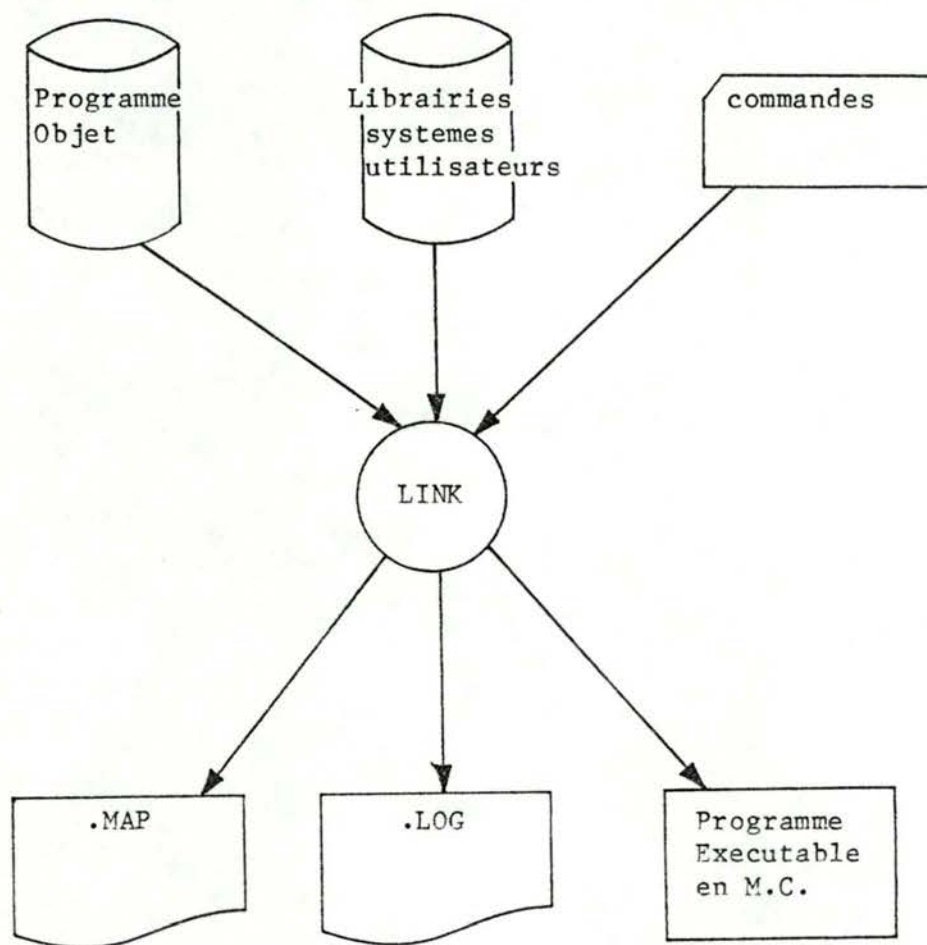 Programme
Objet
Librairies
systemes
utilisateurs
commandes
LINK
.MAP
.LOG
Programme
Executable
en M.C.